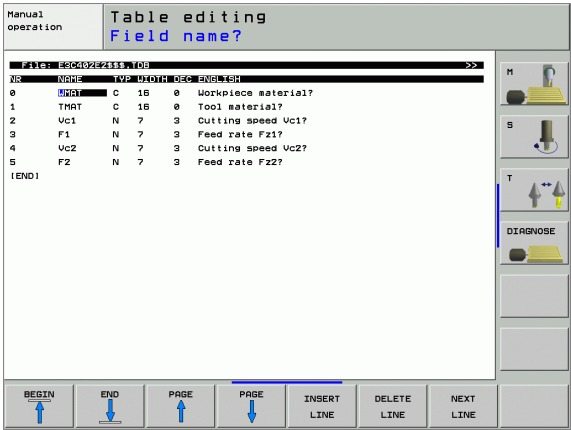 Manual
operation
Table editing
Field name?
File: E3C402E2$$$.TDB >>
NR NAME TYP WIDTH DEC ENGLISH
0 WMAT C 16 0 Workpiece material?
1 TMAT C 16 0 Tool material?
2 Vc1 N 7 3 Cutting speed Vc1?
3 F1 N 7 3 Feed rate Fz1?
4 Vc2 N 7 3 Cutting speed Vc2?
5 F2 N 7 3 Feed rate Fz2?
[END]
M
S
T
DIAGNOSE
BEGIN
END
PAGE
PAGE
INSERT
LINE
DELETE
LINE
NEXT
LINE